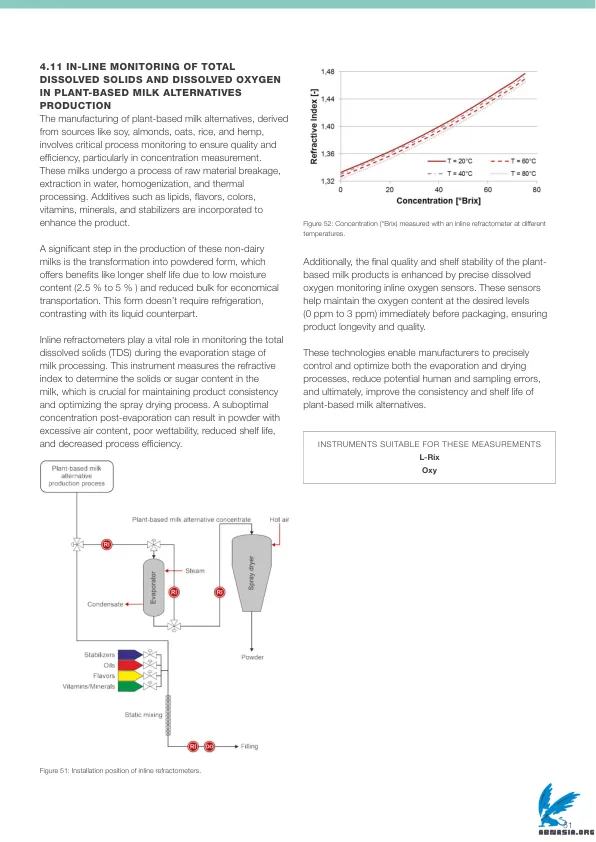 4.11 IN-LINE MONITORING OF TOTAL
DISSOLVED SOLIDS AND DISSOLVED OXYGEN
IN PLANT-BASED MILK ALTERNATIVES
PRODUCTION
The manufacturing of plant-based milk alternatives, derived
from sources like soy, almonds, oats, rice, and hemp,
involves critical process monitoring to ensure quality and
efficiency, particularly in concentration measurement.
These milks undergo a process of raw material breakage,
extraction in water, homogenization, and thermal
processing. Additives such as lipids, flavors, colors,
vitamins, minerals, and stabilizers are incorporated to
enhance the product.
A significant step in the production of these non-dairy
milks is the transformation into powdered form, which
offers benefits like longer shelf life due to low moisture
content (2.5 % to 5 % ) and reduced bulk for economical
transportation. This form doesn't require refrigeration,
contrasting with its liquid counterpart.
Inline refractometers play a vital role in monitoring the total
dissolved solids (TDS) during the evaporation stage of
milk processing. This instrument measures the refractive
index to determine the solids or sugar content in the
milk, which is crucial for maintaining product consistency
and optimizing the spray drying process. A suboptimal
concentration post-evaporation can result in powder with
excessive air content, poor wettability, reduced shelf life,
and decreased process efficiency.
Plant-based milk
alternative
production process
Plant-based milk alternative concentrate
Hot air
RI
Evaporator
Steam
RI
RI
Spray dryer
Condensate
Powder
Stabilizers
Oils
Flavors
Vitamins/Minerals
Static mixing
RI
DO
Filling
Figure 51: Installation position of inline refractometers.
1,48
1,44
1,40
1,36
1,32
Refractive Index [-]
T = 20°C
T = 60°C
T = 40°C
T = 80°C
0
20
40
60
80
Concentration [°Brix]
Figure 52: Concentration (°Brix) measured with an inline refractometer at different
temperatures.
Additionally, the final quality and shelf stability of the plant-
based milk products is enhanced by precise dissolved
oxygen monitoring inline oxygen sensors. These sensors
help maintain the oxygen content at the desired levels
(0 ppm to 3 ppm) immediately before packaging, ensuring
product longevity and quality.
These technologies enable manufacturers to precisely
control and optimize both the evaporation and drying
processes, reduce potential human and sampling errors,
and ultimately, improve the consistency and shelf life of
plant-based milk alternatives.
INSTRUMENTS SUITABLE FOR THESE MEASUREMENTS
L-Rix
Oxy
ABNASIA.ORG